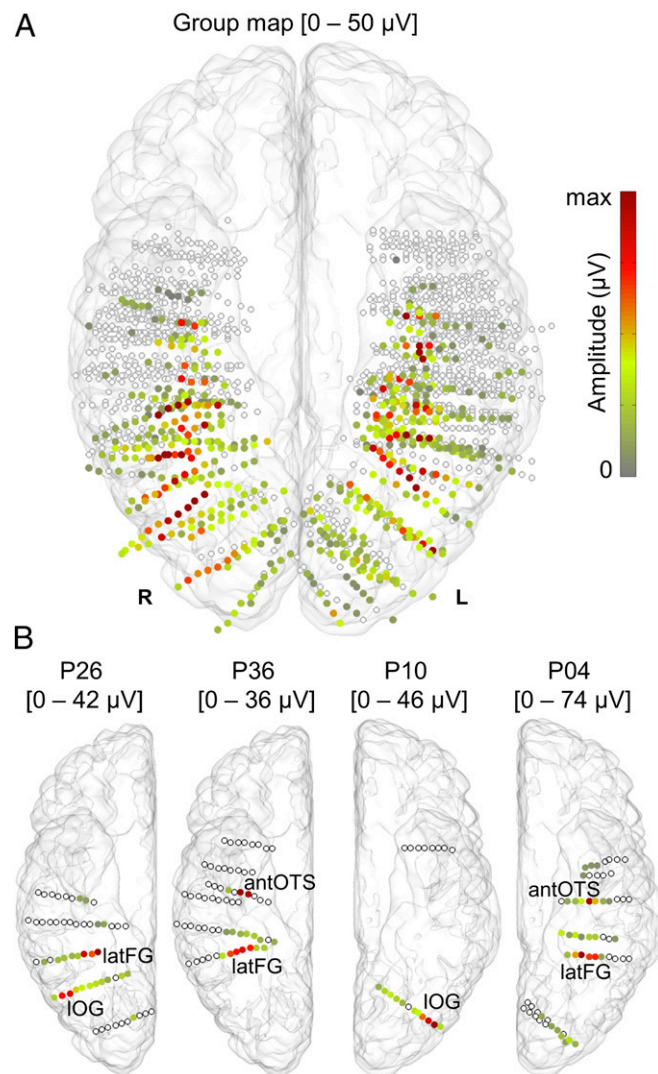 A
Group map [0 – 50 µV]
max
Amplitude (µV)
0
R
L
B
P26
[0 – 42 µV]
P36
[0 – 36 µV]
P10
[0 – 46 µV]
P04
[0 – 74 µV]
latFG
IOG
antOTS
latFG
IOG
antOTS
latFG